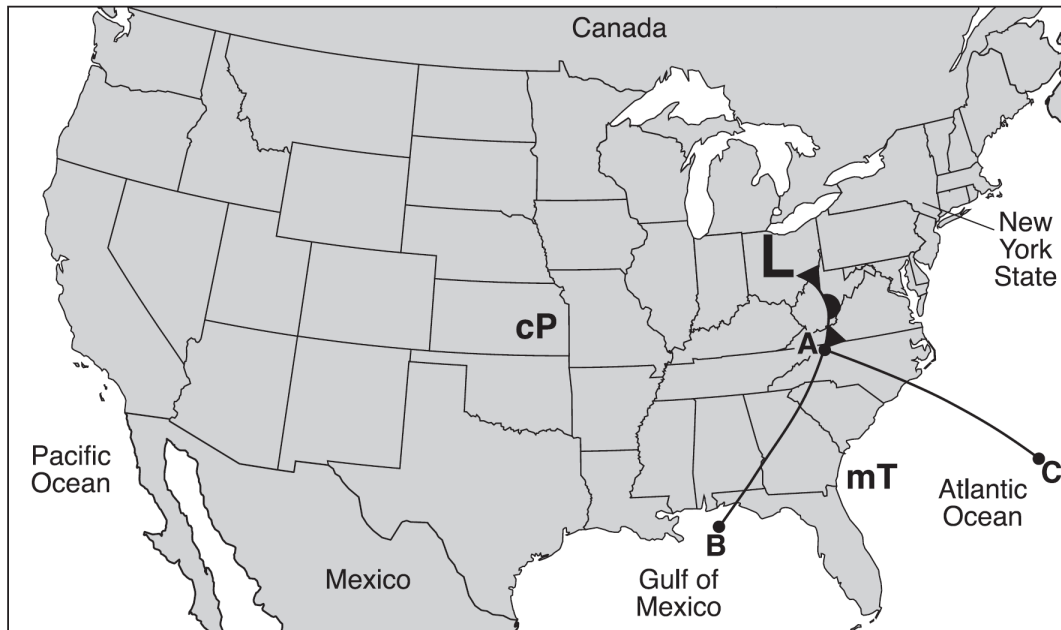 Canada
New
York
State
L
cP
A
Pacific
Ocean
mT
C
Atlantic
Ocean
B
Mexico
Gulf of
Mexico